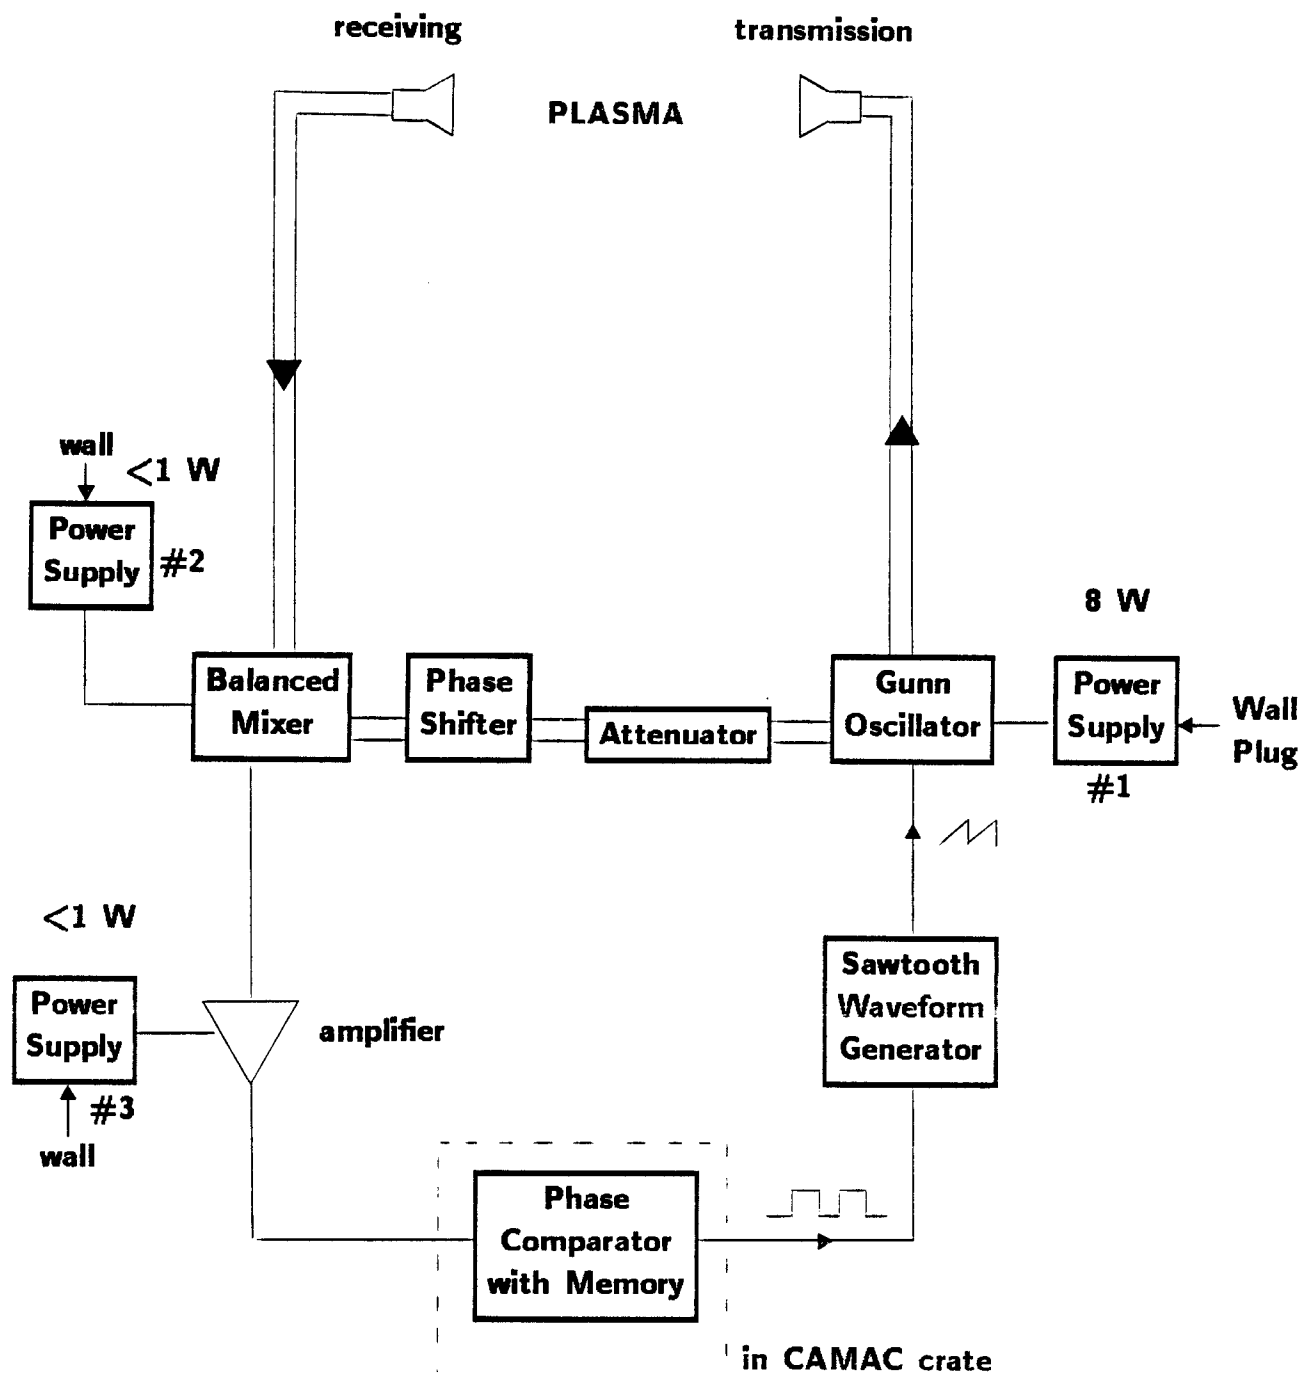 receiving
transmission
PLASMA
wall
<1 W
Power
Supply
#2
8 W
Balanced
Mixer
Phase
Shifter
Attenuator
Gunn
Oscillator
Power
Supply
#1
Wall
Plug
<1 W
Power
Supply
#3
wall
amplifier
Sawtooth
Waveform
Generator
Phase
Comparator
with Memory
in CAMAC crate